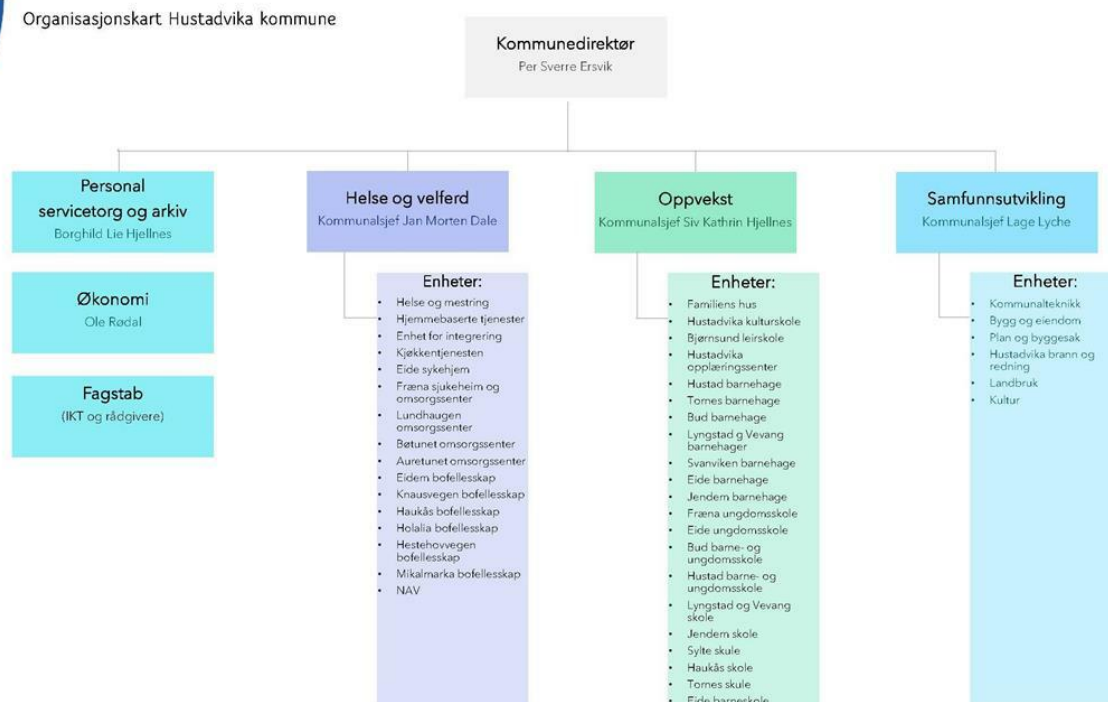 Organisasjonskart Hustadvika kommune
Kommunedirektør
Per Sverre Ersvik
Personal
servicetorg og arkiv
Borghild Lie Hjellnes
Økonomi
Ole Rødal
Fagstab
(IKT og rådgivere)
Helse og velferd
Kommunalsjef Jan Morten Dale
Enheter:
• Helse og mestring
• Hjemmebaserte tjenester
• Enhet for integrering
• Kjøkkentjenesten
• Eide sykehjem
• Fræna sjukeheim og
omsorgssenter
• Lundhaugen
omsorgssenter
• Bøtunet omsorgssenter
• Auretunet omsorgssenter
• Eidem bofellesskap
• Knausvegen bofellesskap
• Haukås bofellesskap
• Holalia bofellesskap
• Hestehovvegen
bofellesskap
• Mikalmarka bofellesskap
• NAV
Oppvekst
Kommunalsjef Siv Kathrin Hjellnes
Enheter:
• Familiens hus
• Hustadvika kulturskole
• Bjørnsund leirskole
• Hustadvika
opplæringssenter
• Hustad barnehage
• Tornes barnehage
• Bud barnehage
• Lyngstad g Vevang
barnehager
• Svanviken barnehage
• Eide barnehage
• Jendem barnehage
• Fræna ungdomsskole
• Eide ungdomsskole
• Bud barne- og
ungdomsskole
• Hustad barne- og
ungdomsskole
• Lyngstad og Vevang
skole
• Jendem skole
• Sylte skule
• Haukås skole
• Tornes skule
• Eide barneskole
Samfunnsutvikling
Kommunalsjef Lage Lyche
Enheter:
• Kommunalteknikk
• Bygg og eiendom
• Plan og byggesak
• Hustadvika brann og
redning
• Landbruk
• Kultur